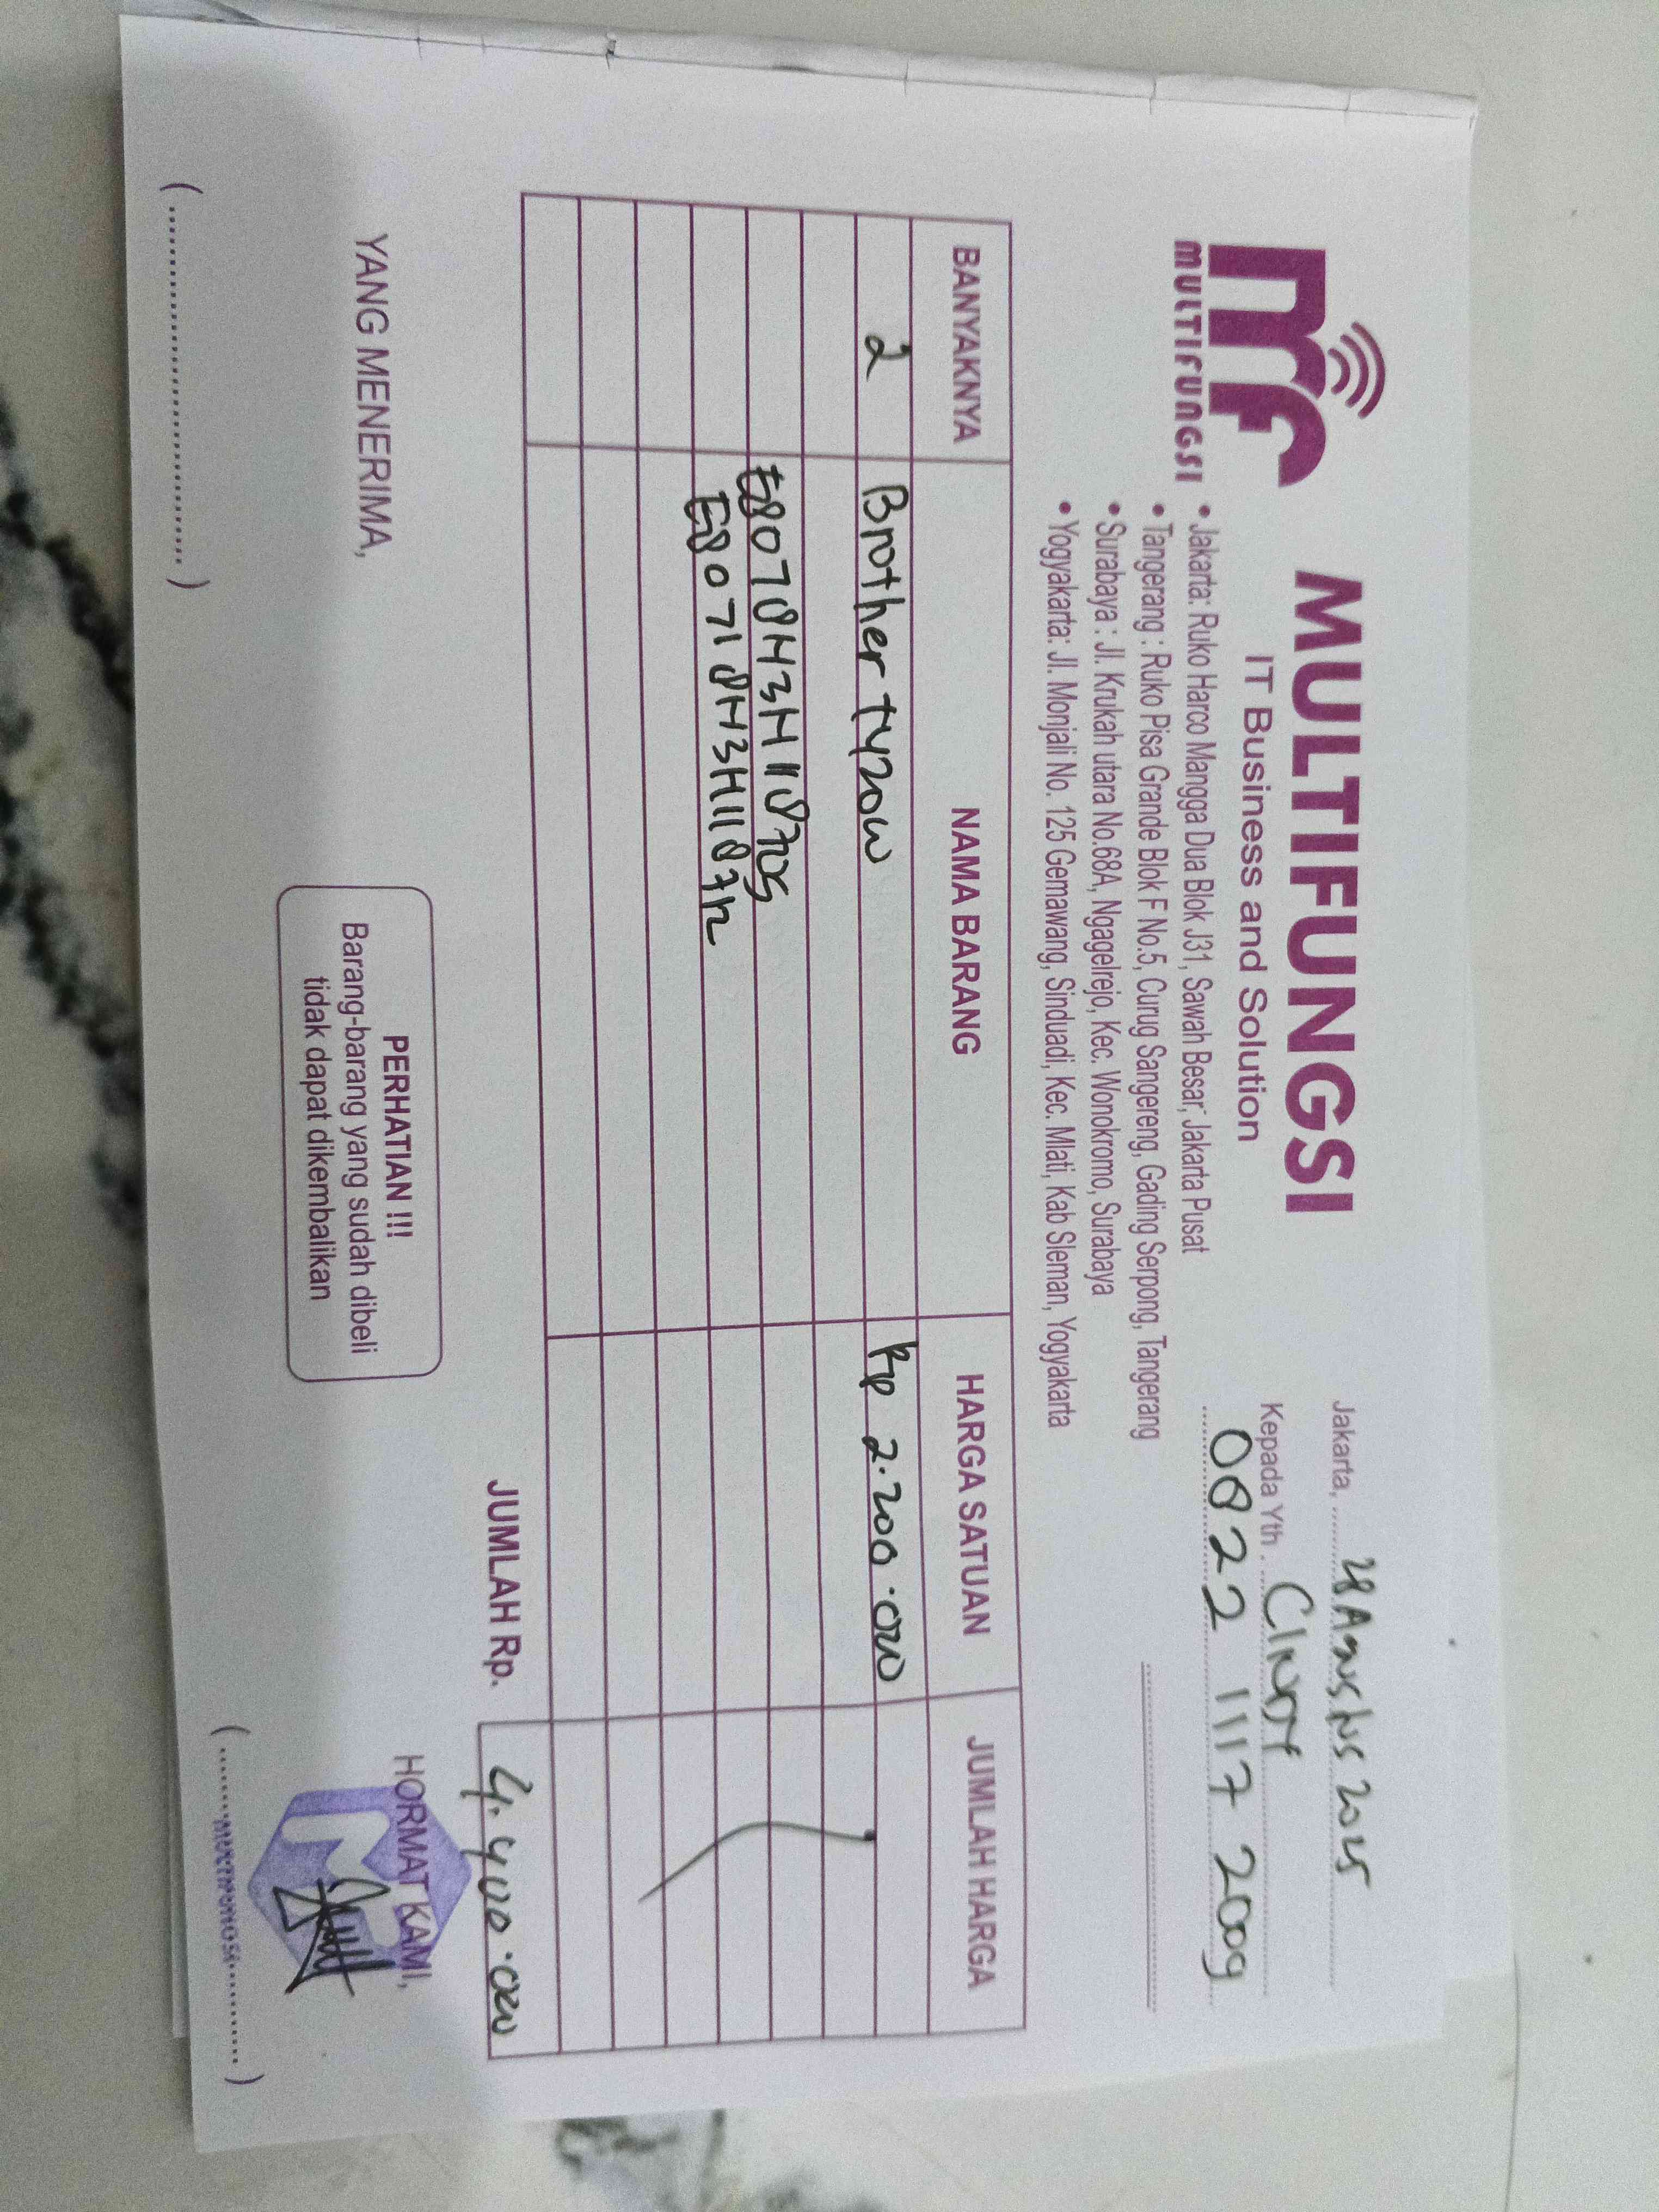 MULTIFUNGSI
MULTIFUNGSI
IT Business and Solution
• Jakarta: Ruko Harco Mangga Dua Blok J31, Sawah Besar, Jakarta Pusat
• Tangerang : Ruko Pisa Grande Blok F No.5, Curug Sangereng, Gading Serpong, Tangerang
• Surabaya : Jl. Krukah utara No.68A, Ngagelrejo, Kec. Wonokromo, Surabaya
• Yogyakarta: Jl. Monjali No. 125 Gemawang, Sinduadi, Kec. Mlati, Kab Sleman, Yogyakarta
Jakarta, 28 Agustus 2025
Kepada Yth. Cindy
0822 1117 2009
BANYAKNYA NAMA BARANG HARGA SATUAN JUMLAH HARGA
2 Brother T420W Rp 2.200.000
E80718H3H118705
JUMLAH Rp. 4.400.000
YANG MENERIMA,
(........................)
PERHATIAN !!!
Barang-barang yang sudah dibeli
tidak dapat dikembalikan
HORMAT KAMI,
(......MULTIFUNGSI......)